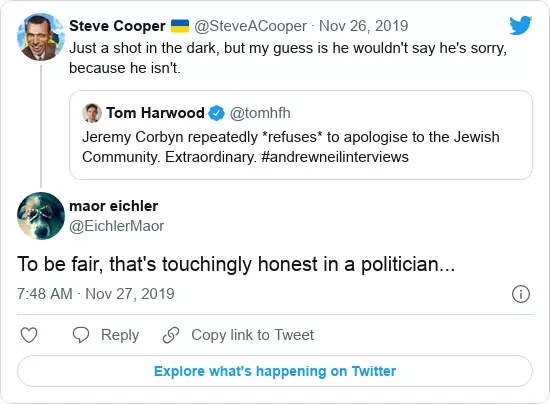 Steve Cooper 🇺🇦 @SteveACooper · Nov 26, 2019
Just a shot in the dark, but my guess is he wouldn't say he's sorry,
because he isn't.
Tom Harwood @tomhfh
Jeremy Corbyn repeatedly *refuses* to apologise to the Jewish
Community. Extraordinary. #andrewneilinterviews
maor eichler
@EichlerMaor
To be fair, that's touchingly honest in a politician...
7:48 AM · Nov 27, 2019
Reply Copy link to Tweet
Explore what's happening on Twitter